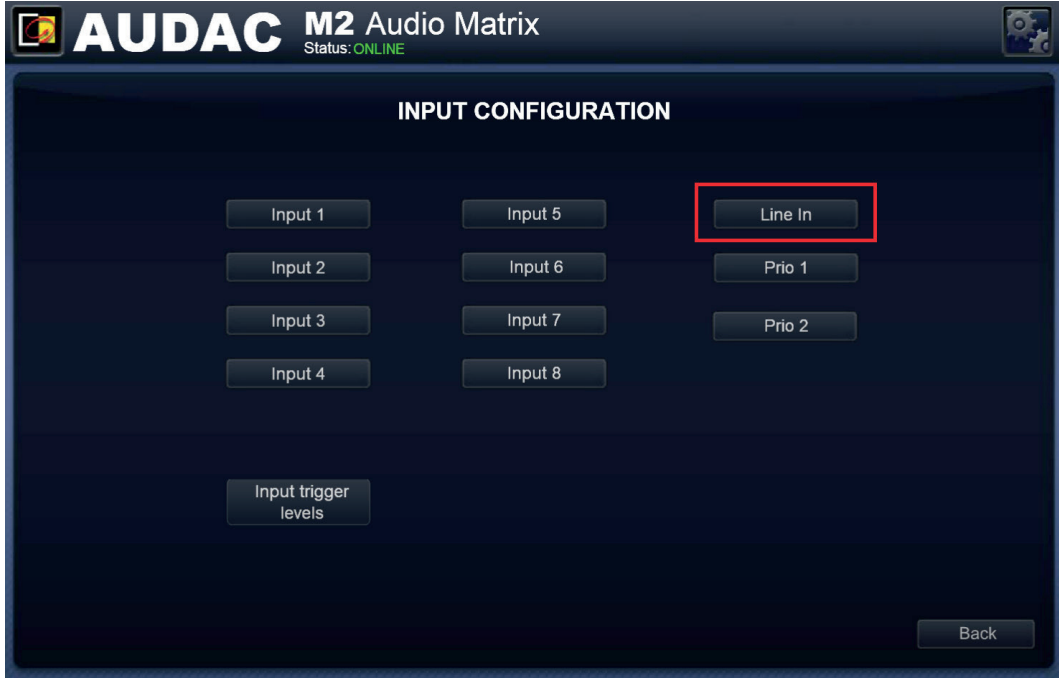 AUDAC M2 Audio Matrix
Status: ONLINE
INPUT CONFIGURATION
Input 1
Input 5
Line In
Input 2
Input 6
Prio 1
Input 3
Input 7
Prio 2
Input 4
Input 8
Input trigger
levels
Back